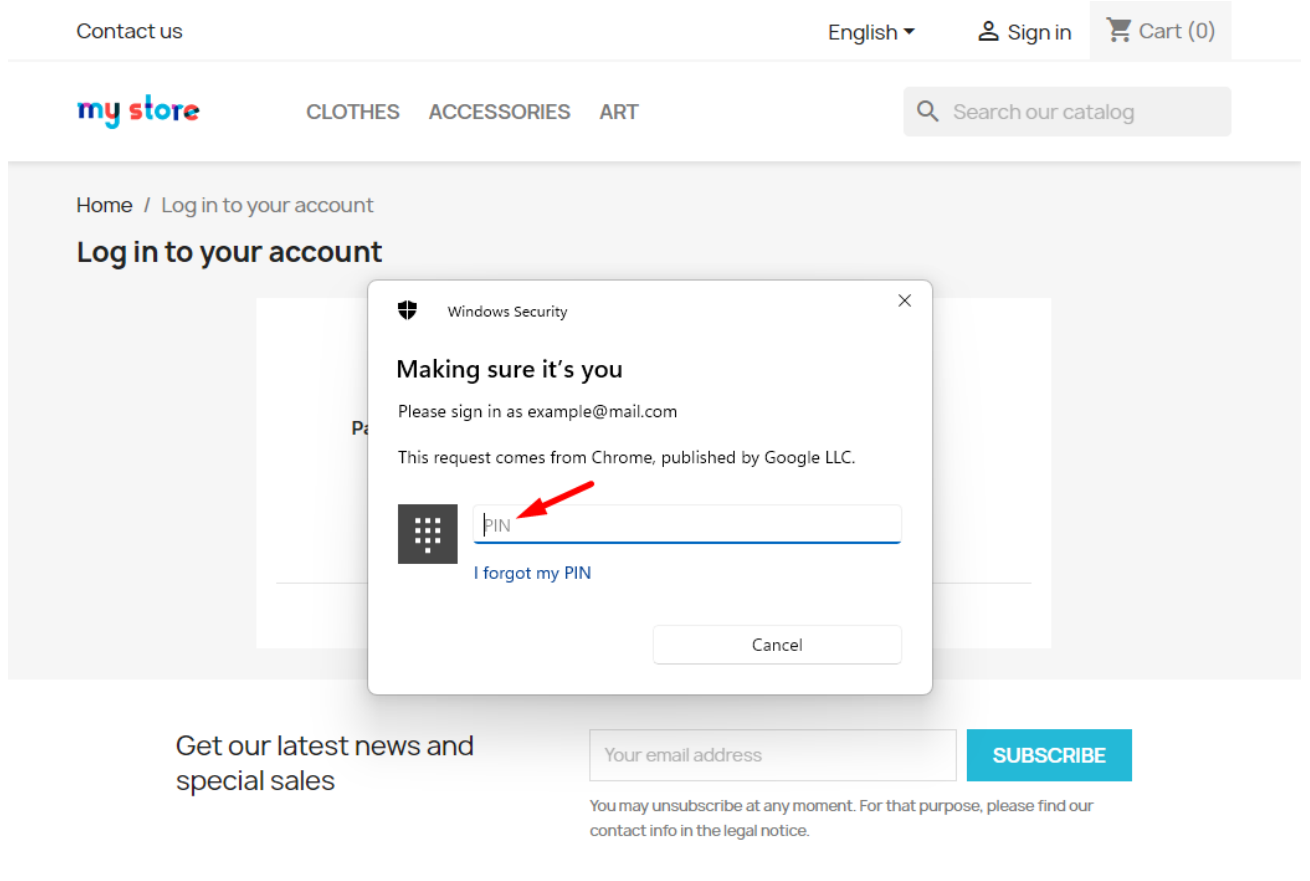 Contact us
English
Sign in
Cart (0)
my store
CLOTHES
ACCESSORIES
ART
Search our catalog
Home / Log in to your account
Log in to your account
Windows Security
Making sure it's you
Please sign in as example@mail.com
Pa
This request comes from Chrome, published by Google LLC.
PIN
I forgot my PIN
Cancel
Get our latest news and
special sales
Your email address
SUBSCRIBE
You may unsubscribe at any moment. For that purpose, please find our
contact info in the legal notice.